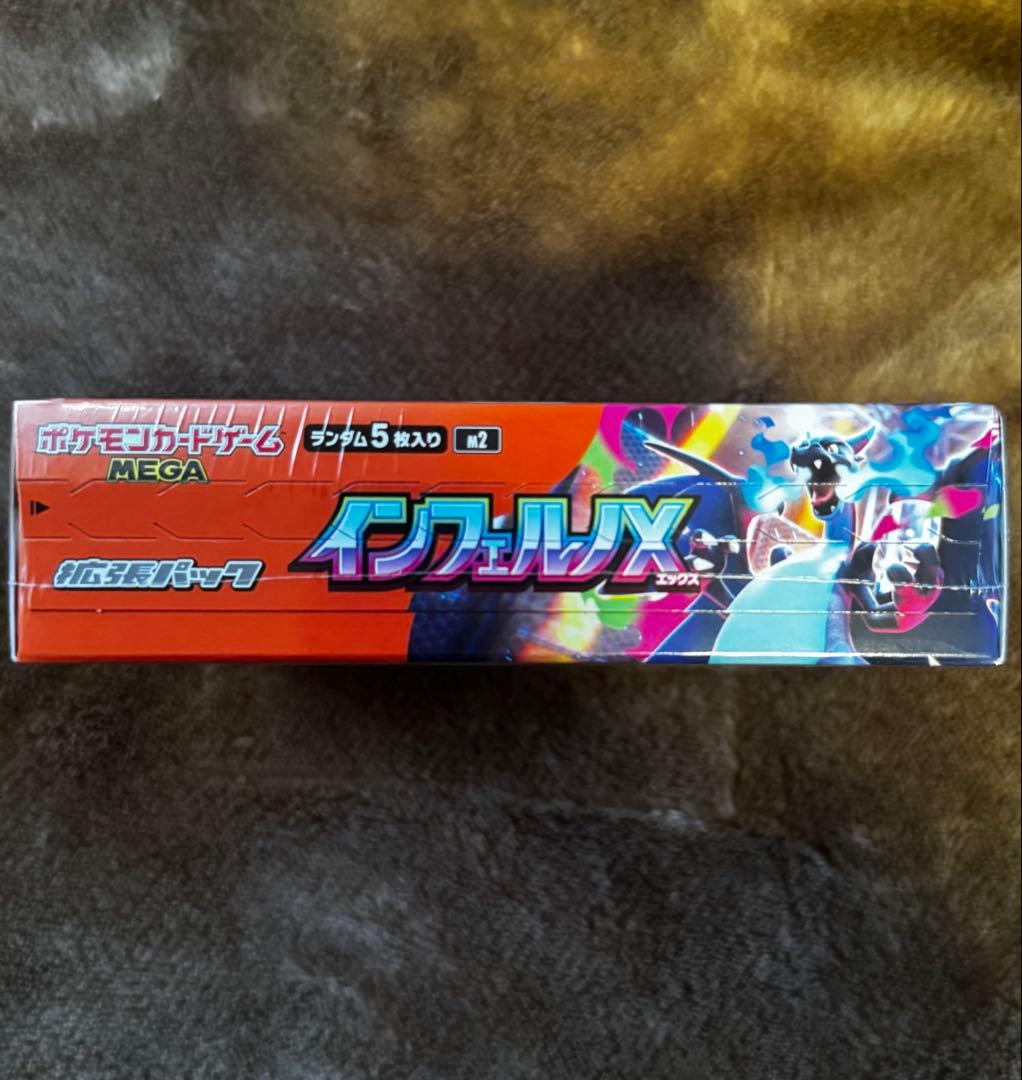 ポケモンカードゲーム
MEGA
ランダム5枚入り
M2
拡張パック
インフェルノX
エックス